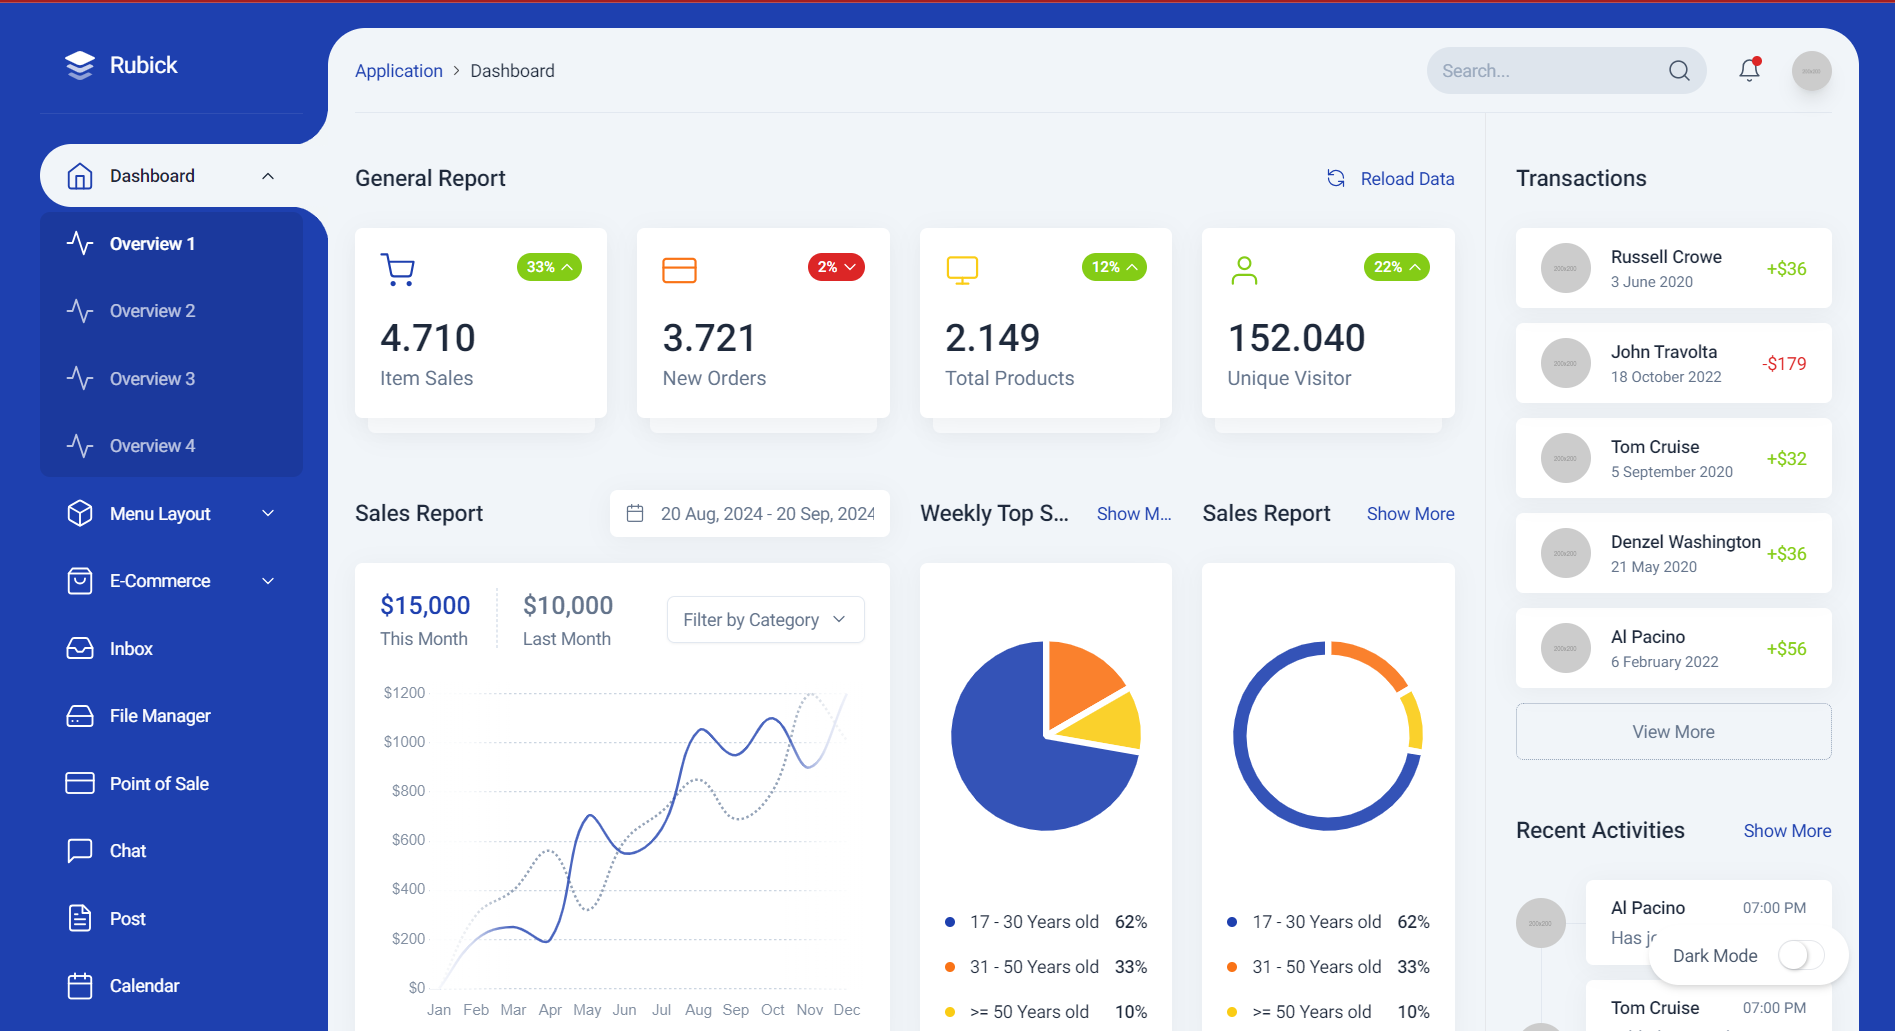 Rubick
Application > Dashboard
Search...
Dashboard
Overview 1
Overview 2
Overview 3
Overview 4
Menu Layout
E-Commerce
Inbox
File Manager
Point of Sale
Chat
Post
Calendar
General Report
Reload Data
33%
4.710
Item Sales
2%
3.721
New Orders
12%
2.149
Total Products
22%
152.040
Unique Visitor
Sales Report
20 Aug, 2024 - 20 Sep, 2024
$15,000
This Month
$10,000
Last Month
Filter by Category
$1200
$1000
$800
$600
$400
$200
$0
Jan Feb Mar Apr May Jun Jul Aug Sep Oct Nov Dec
Weekly Top S...
Show M...
17 - 30 Years old 62%
31 - 50 Years old 33%
>= 50 Years old 10%
Sales Report
Show More
17 - 30 Years old 62%
31 - 50 Years old 33%
>= 50 Years old 10%
Transactions
200x200
Russell Crowe
3 June 2020
+$36
200x200
John Travolta
18 October 2022
-$179
200x200
Tom Cruise
5 September 2020
+$32
200x200
Denzel Washington
21 May 2020
+$36
200x200
Al Pacino
6 February 2022
+$56
View More
Recent Activities
Show More
200x200
Al Pacino
07:00 PM
Has
Dark Mode
Tom Cruise
07:00 PM